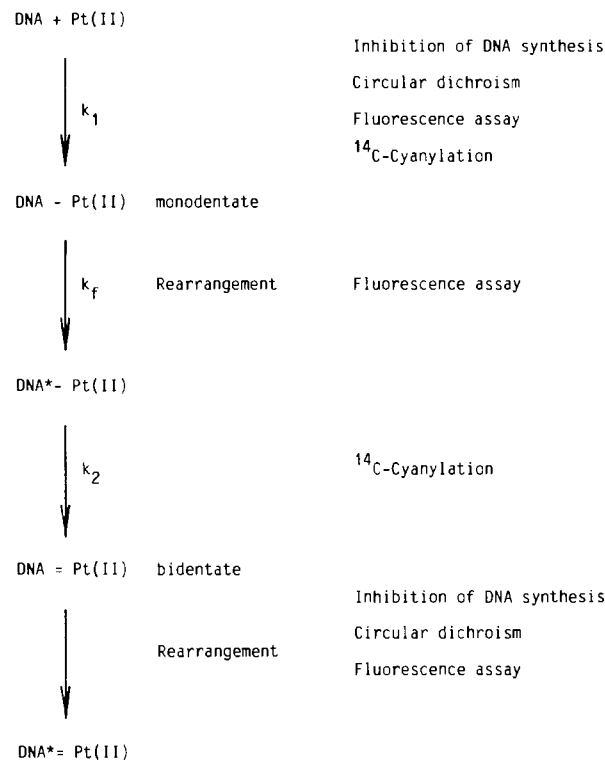 DNA + Pt(II)
Inhibition of DNA synthesis
Circular dichroism
k1
Fluorescence assay
14C-Cyanylation
DNA - Pt(II) monodentate
kf Rearrangement Fluorescence assay
DNA*- Pt(II)
k2 14C-Cyanylation
DNA = Pt(II) bidentate
Inhibition of DNA synthesis
Circular dichroism
Rearrangement
Fluorescence assay
DNA*= Pt(II)